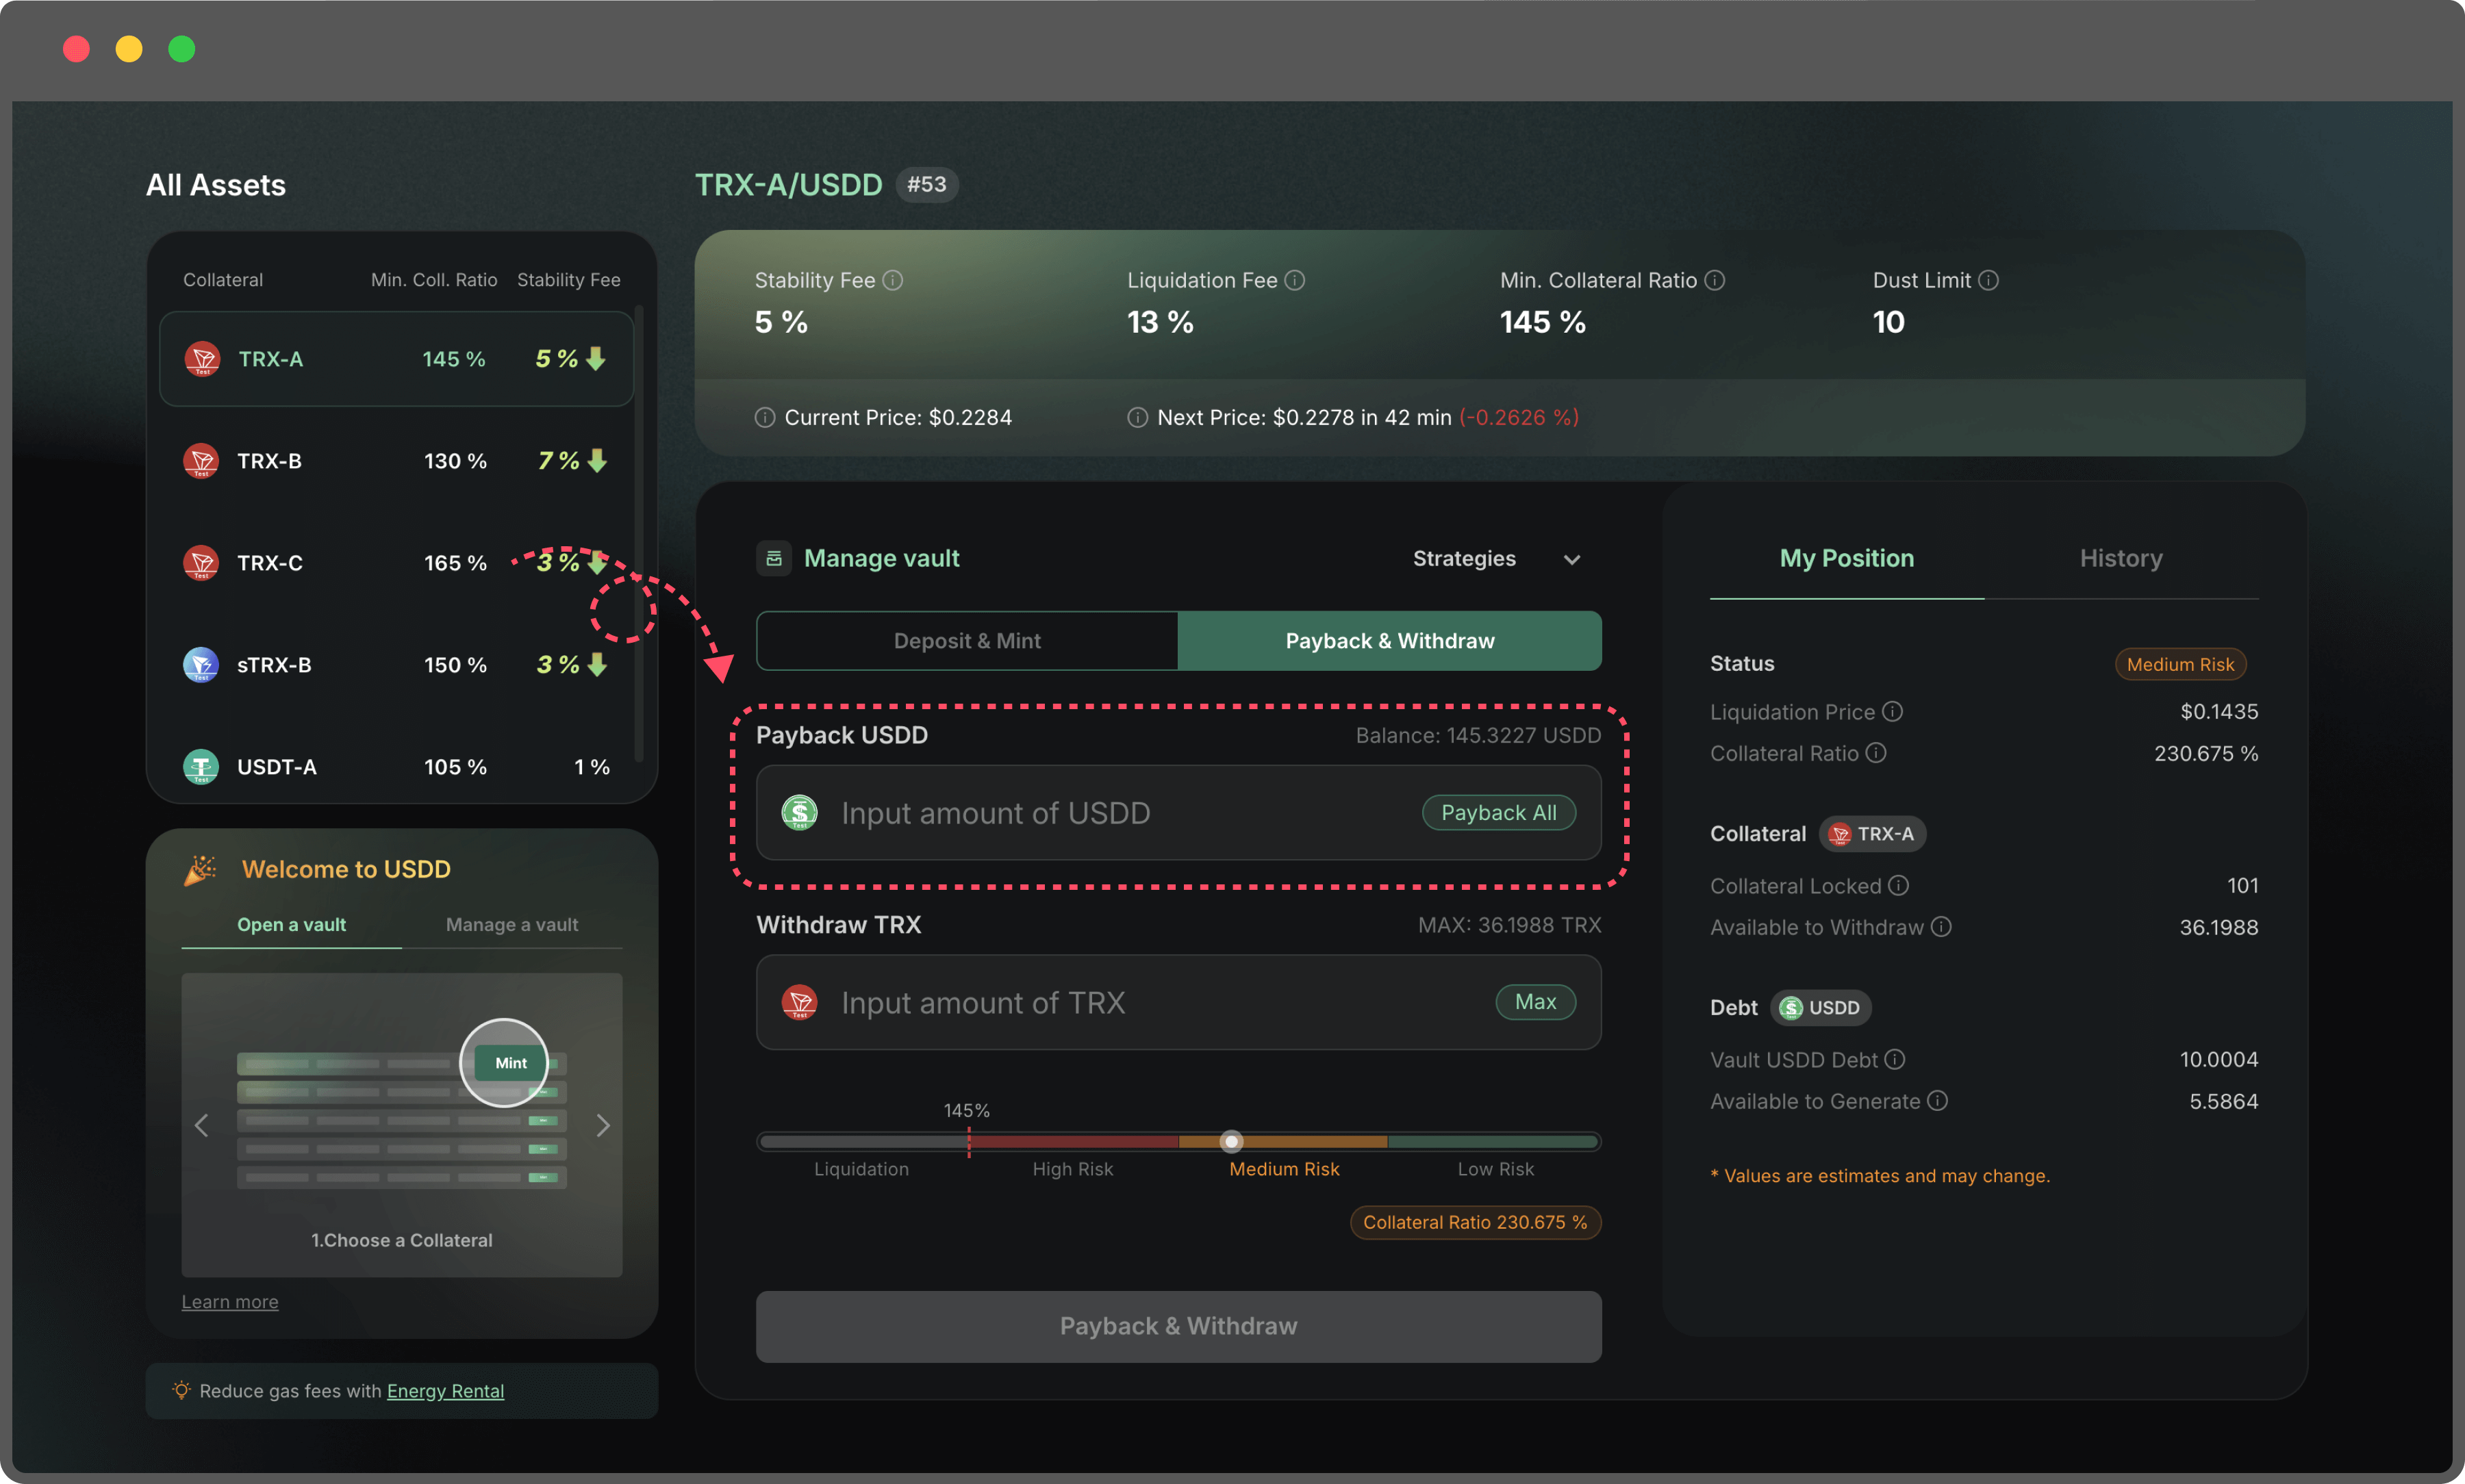 All Assets
Collateral Min. Coll. Ratio Stability Fee
TRX-A 145 % 5 %
TRX-B 130 % 7 %
TRX-C 165 % 3 %
sTRX-B 150 % 3 %
USDT-A 105 % 1 %
Welcome to USDD
Open a vault Manage a vault
Mint
1.Choose a Collateral
Learn more
Reduce gas fees with Energy Rental
TRX-A/USDD #53
Stability Fee Liquidation Fee Min. Collateral Ratio Dust Limit
5 % 13 % 145 % 10
Current Price: $0.2284 Next Price: $0.2278 in 42 min (-0.2626 %)
Manage vault Strategies
Deposit & Mint Payback & Withdraw
Payback USDD Balance: 145.3227 USDD
Input amount of USDD Payback All
Withdraw TRX MAX: 36.1988 TRX
Input amount of TRX Max
145%
Liquidation High Risk Medium Risk Low Risk
Collateral Ratio 230.675 %
Payback & Withdraw
My Position History
Status Medium Risk
Liquidation Price $0.1435
Collateral Ratio 230.675 %
Collateral TRX-A
Collateral Locked 101
Available to Withdraw 36.1988
Debt USDD
Vault USDD Debt 10.0004
Available to Generate 5.5864
* Values are estimates and may change.